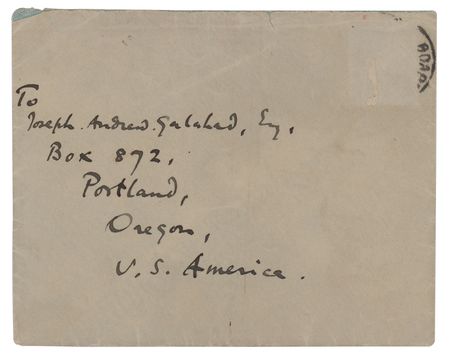 To
Joseph. Andrew. Galahad, Esq,
Box 872,
Portland,
Oregon,
U. S. America.